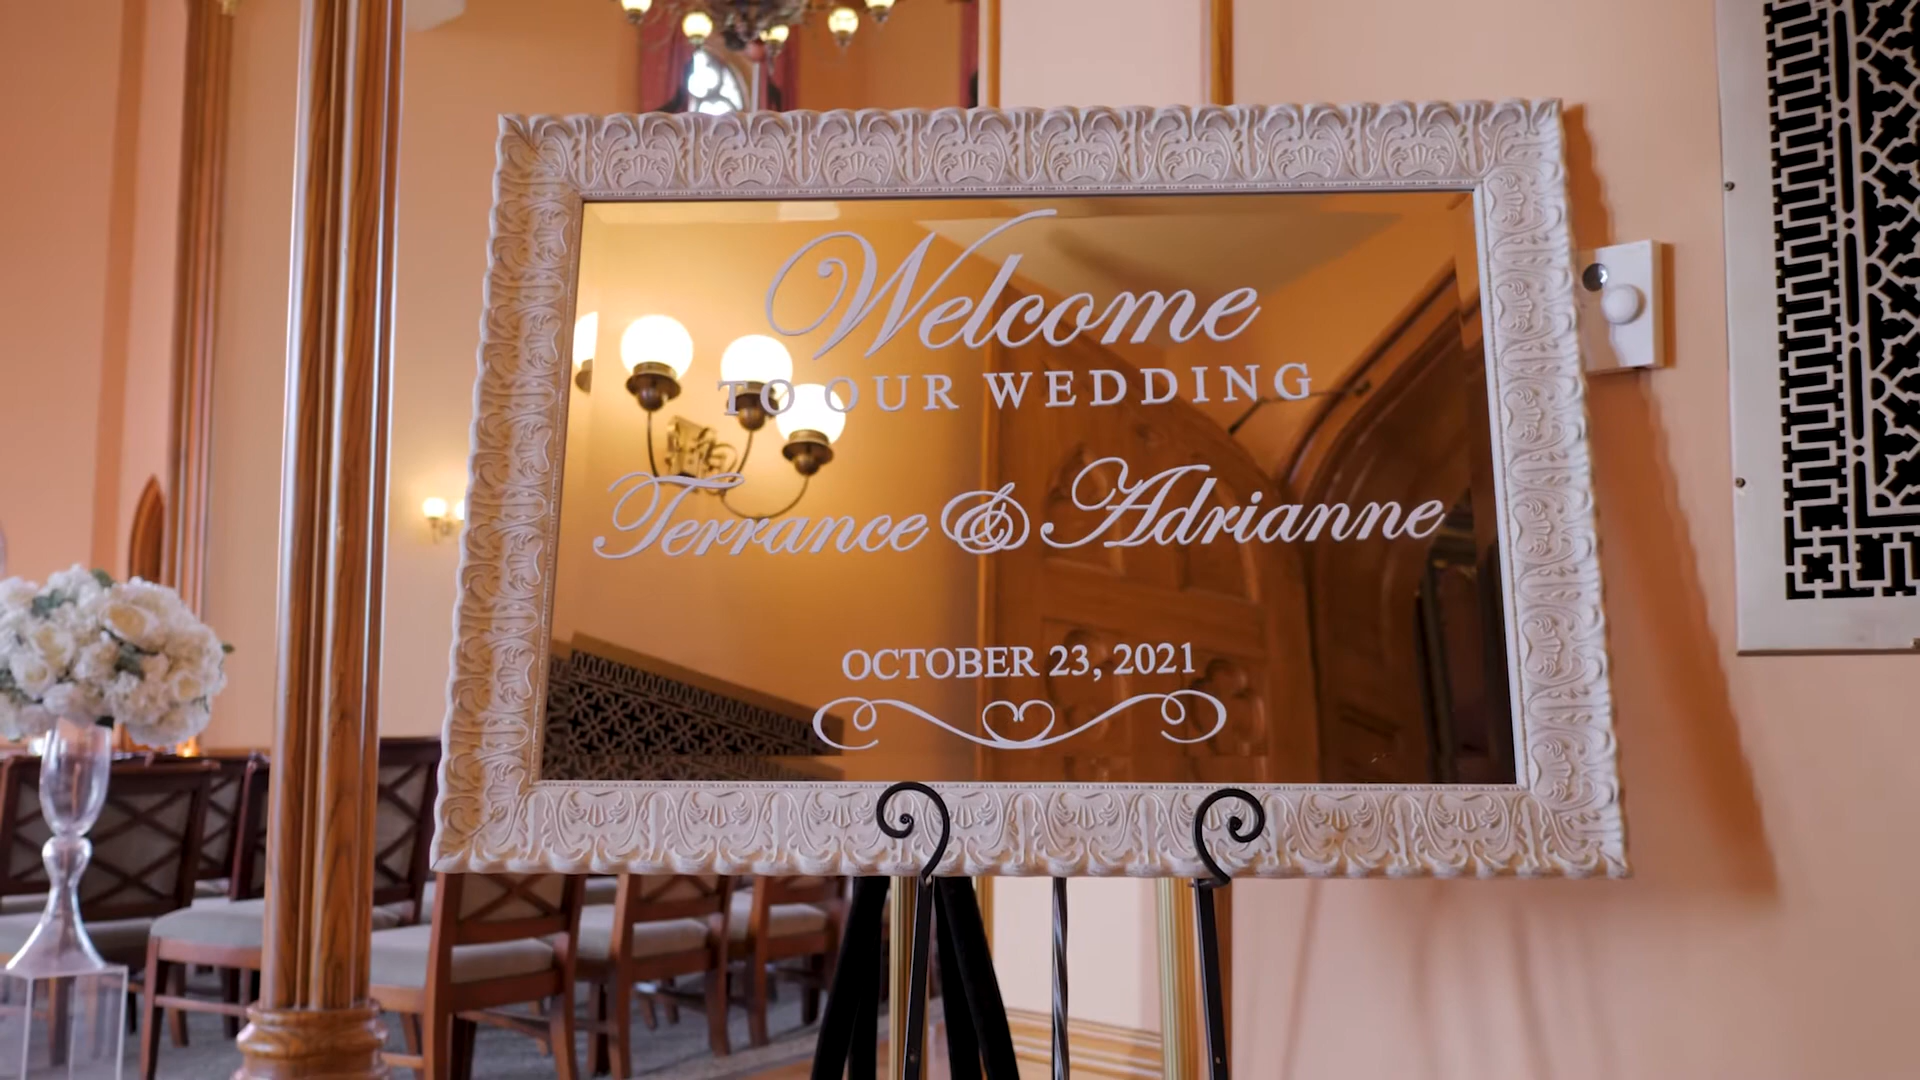 Welcome
TO OUR WEDDING
Terrance & Adrianne
OCTOBER 23, 2021